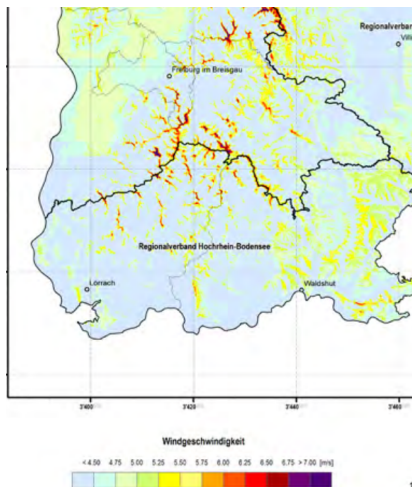 Regionalverban
Villi
Freiburg im Breisgau
Regionalverband Hochrhein-Bodensee
Lörrach
Waldshut
3'400
3'420
3'440
3'460
Windgeschwindigkeit
< 4.50 4.75 5.00 5.25 5.50 5.75 6.00 6.25 6.50 6.75 > 7.00 [m/s]